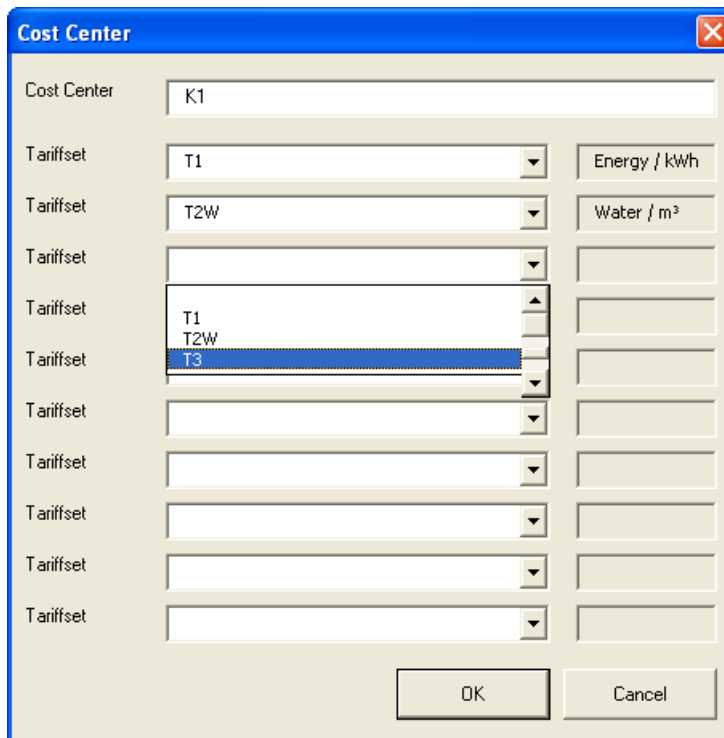 Cost Center
Cost Center K1
Tariffset T1 Energy / kWh
Tariffset T2W Water / m³
Tariffset
Tariffset T1
T2W
Tariffset T3
Tariffset
Tariffset
Tariffset
Tariffset
Tariffset
OK Cancel